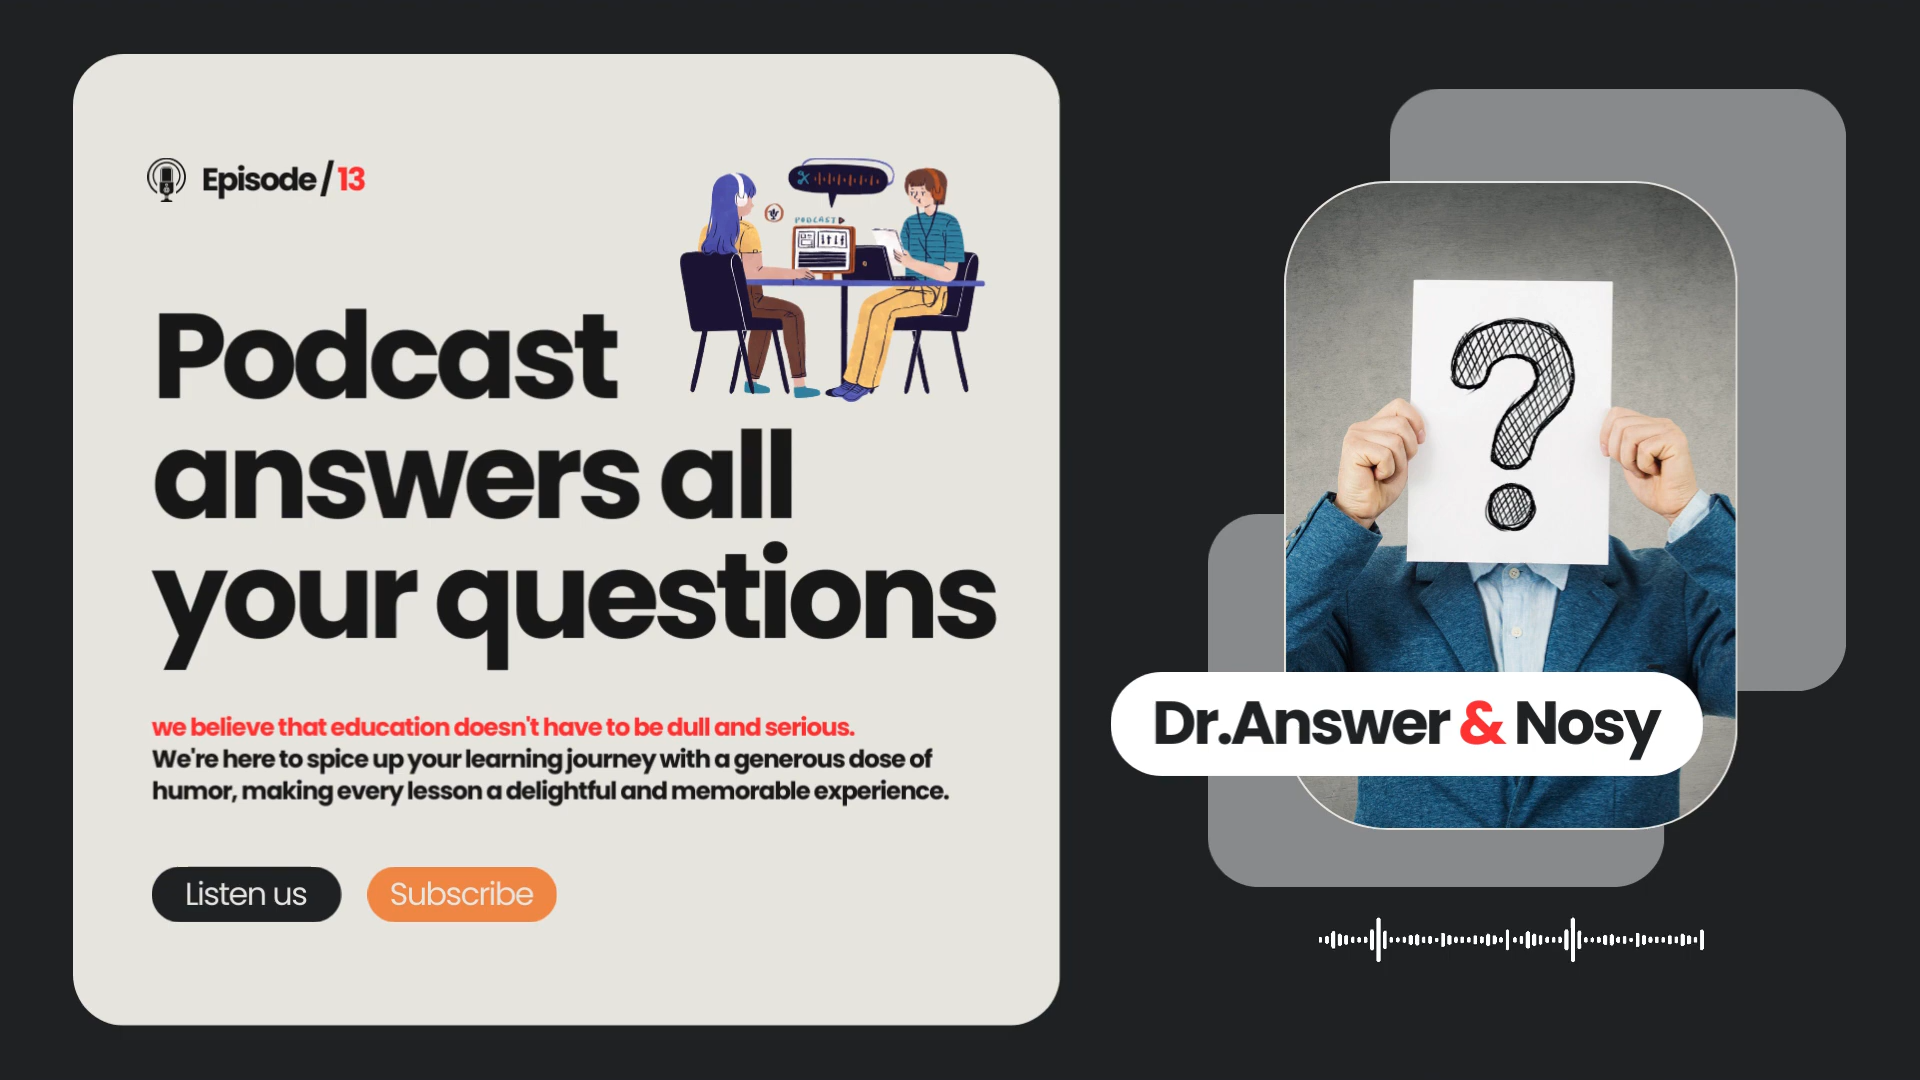 Episode / 13
PODCAST
Podcast
answers all
your questions
we believe that education doesn't have to be dull and serious.
We're here to spice up your learning journey with a generous dose of
humor, making every lesson a delightful and memorable experience.
Listen us
Subscribe
?
Dr.Answer & Nosy